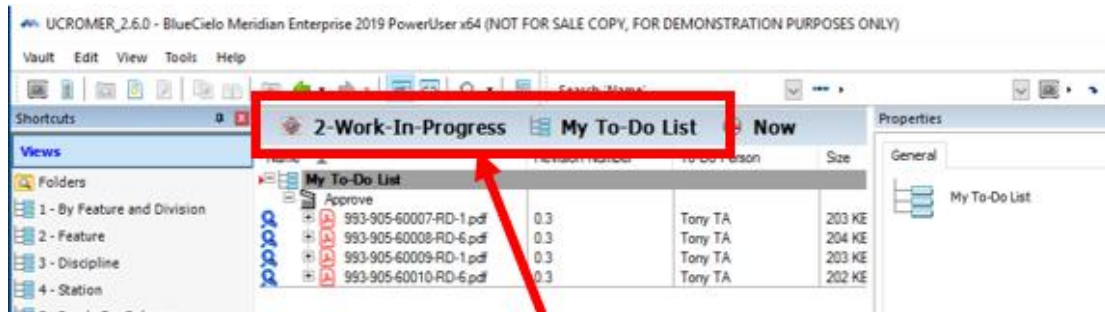 UCROMER_2.6.0 - BlueCielo Meridian Enterprise 2019 PowerUser x64 (NOT FOR SALE COPY, FOR DEMONSTRATION PURPOSES ONLY)
Vault Edit View Tools Help
Search 'Name'
Shortcuts
2-Work-In-Progress My To-Do List Now
Properties
Views
Name Revision Number To-Do Person Size
General
Folders
My To-Do List
My To-Do List
1 - By Feature and Division
Approve
993-905-60007-RD-1.pdf 0.3 Tony TA 203 KE
2 - Feature
993-905-60008-RD-6.pdf 0.3 Tony TA 204 KE
3 - Discipline
993-905-60009-RD-1.pdf 0.3 Tony TA 203 KE
4 - Station
993-905-60010-RD-6.pdf 0.3 Tony TA 202 KE